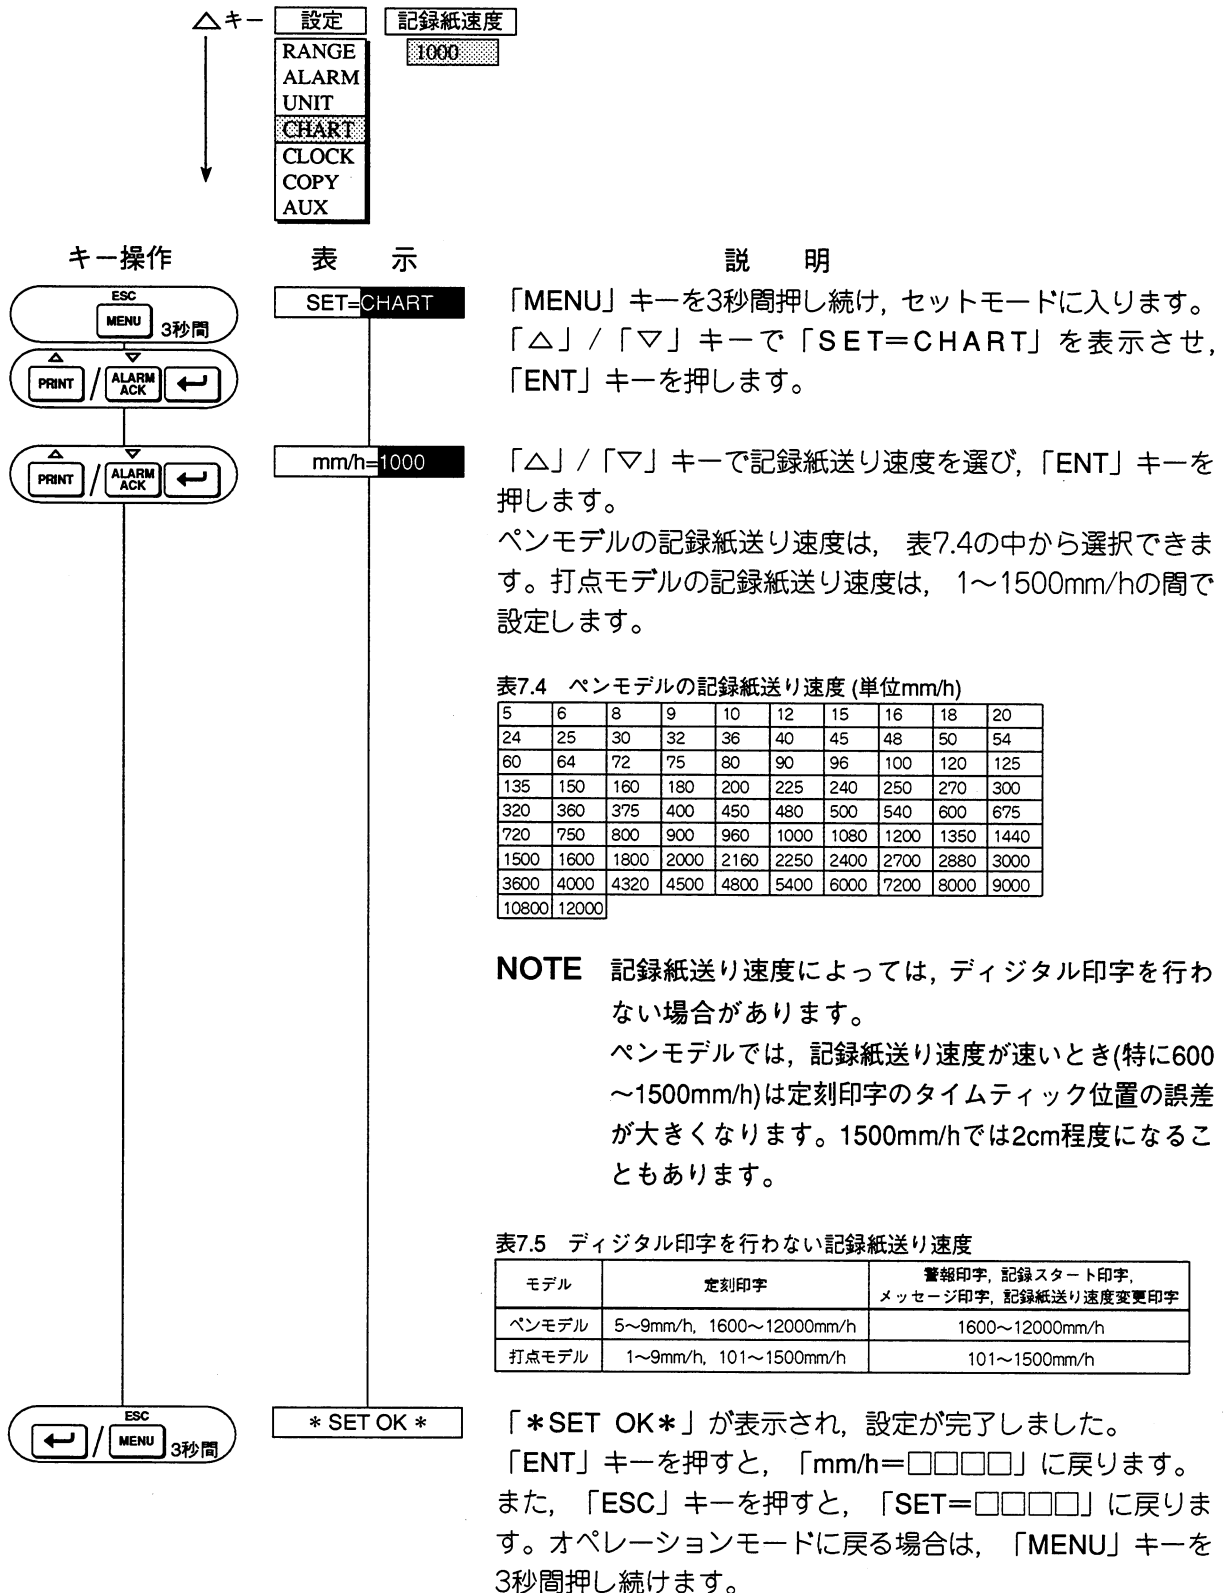 △キー 設定 記録紙速度
RANGE 1000
ALARM
UNIT
CHART
CLOCK
COPY
AUX
キー操作 表 示 説 明
ESC
MENU 3秒間
△ ▽
PRINT / ALARM ACK ↵
SET=CHART
「MENU」キーを3秒間押し続け, セットモードに入ります。
「△」/「▽」キーで「SET=CHART」を表示させ,
「ENT」キーを押します。
△ ▽
PRINT / ALARM ACK ↵
mm/h=1000
「△」/「▽」キーで記録紙送り速度を選び,「ENT」キーを
押します。
ペンモデルの記録紙送り速度は, 表7.4の中から選択できま
す。打点モデルの記録紙送り速度は, 1〜1500mm/hの間で
設定します。
表7.4 ペンモデルの記録紙送り速度 (単位mm/h)
5 6 8 9 10 12 15 16 18 20
24 25 30 32 36 40 45 48 50 54
60 64 72 75 80 90 96 100 120 125
135 150 160 180 200 225 240 250 270 300
320 360 375 400 450 480 500 540 600 675
720 750 800 900 960 1000 1080 1200 1350 1440
1500 1600 1800 2000 2160 2250 2400 2700 2880 3000
3600 4000 4320 4500 4800 5400 6000 7200 8000 9000
10800 12000
NOTE 記録紙送り速度によっては, ディジタル印字を行わ
ない場合があります。
ペンモデルでは, 記録紙送り速度が速いとき(特に600
〜1500mm/h)は定刻印字のタイムティック位置の誤差
が大きくなります。1500mm/hでは2cm程度になるこ
ともあります。
表7.5 ディジタル印字を行わない記録紙送り速度
モデル 定刻印字 警報印字, 記録スタート印字,
メッセージ印字, 記録紙送り速度変更印字
ペンモデル 5〜9mm/h, 1600〜12000mm/h 1600〜12000mm/h
打点モデル 1〜9mm/h, 101〜1500mm/h 101〜1500mm/h
ESC
↵ / MENU 3秒間
* SET OK *
「*SET OK*」が表示され, 設定が完了しました。
「ENT」キーを押すと, 「mm/h=□□□□」に戻ります。
また, 「ESC」キーを押すと, 「SET=□□□□」に戻りま
す。オペレーションモードに戻る場合は, 「MENU」キーを
3秒間押し続けます。